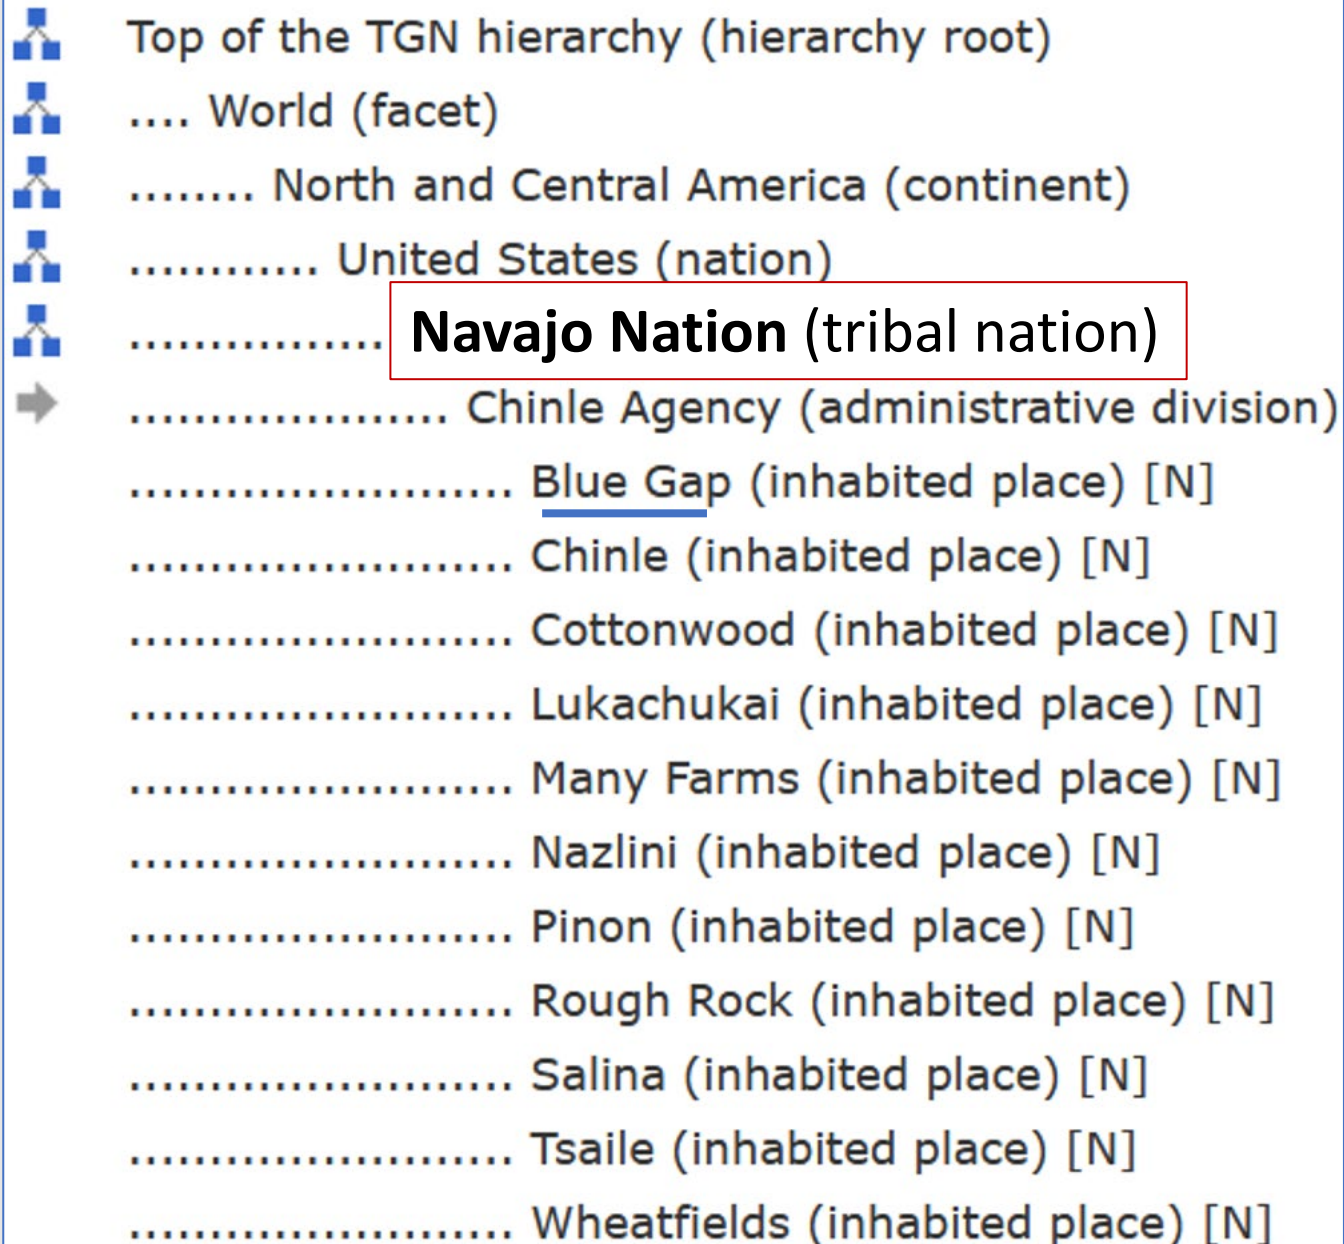 Top of the TGN hierarchy (hierarchy root)
.... World (facet)
........ North and Central America (continent)
............ United States (nation)
................ Navajo Nation (tribal nation)
.................... Chinle Agency (administrative division)
........................ Blue Gap (inhabited place) [N]
........................ Chinle (inhabited place) [N]
........................ Cottonwood (inhabited place) [N]
........................ Lukachukai (inhabited place) [N]
........................ Many Farms (inhabited place) [N]
........................ Nazlini (inhabited place) [N]
........................ Pinon (inhabited place) [N]
........................ Rough Rock (inhabited place) [N]
........................ Salina (inhabited place) [N]
........................ Tsaile (inhabited place) [N]
........................ Wheatfields (inhabited place) [N]